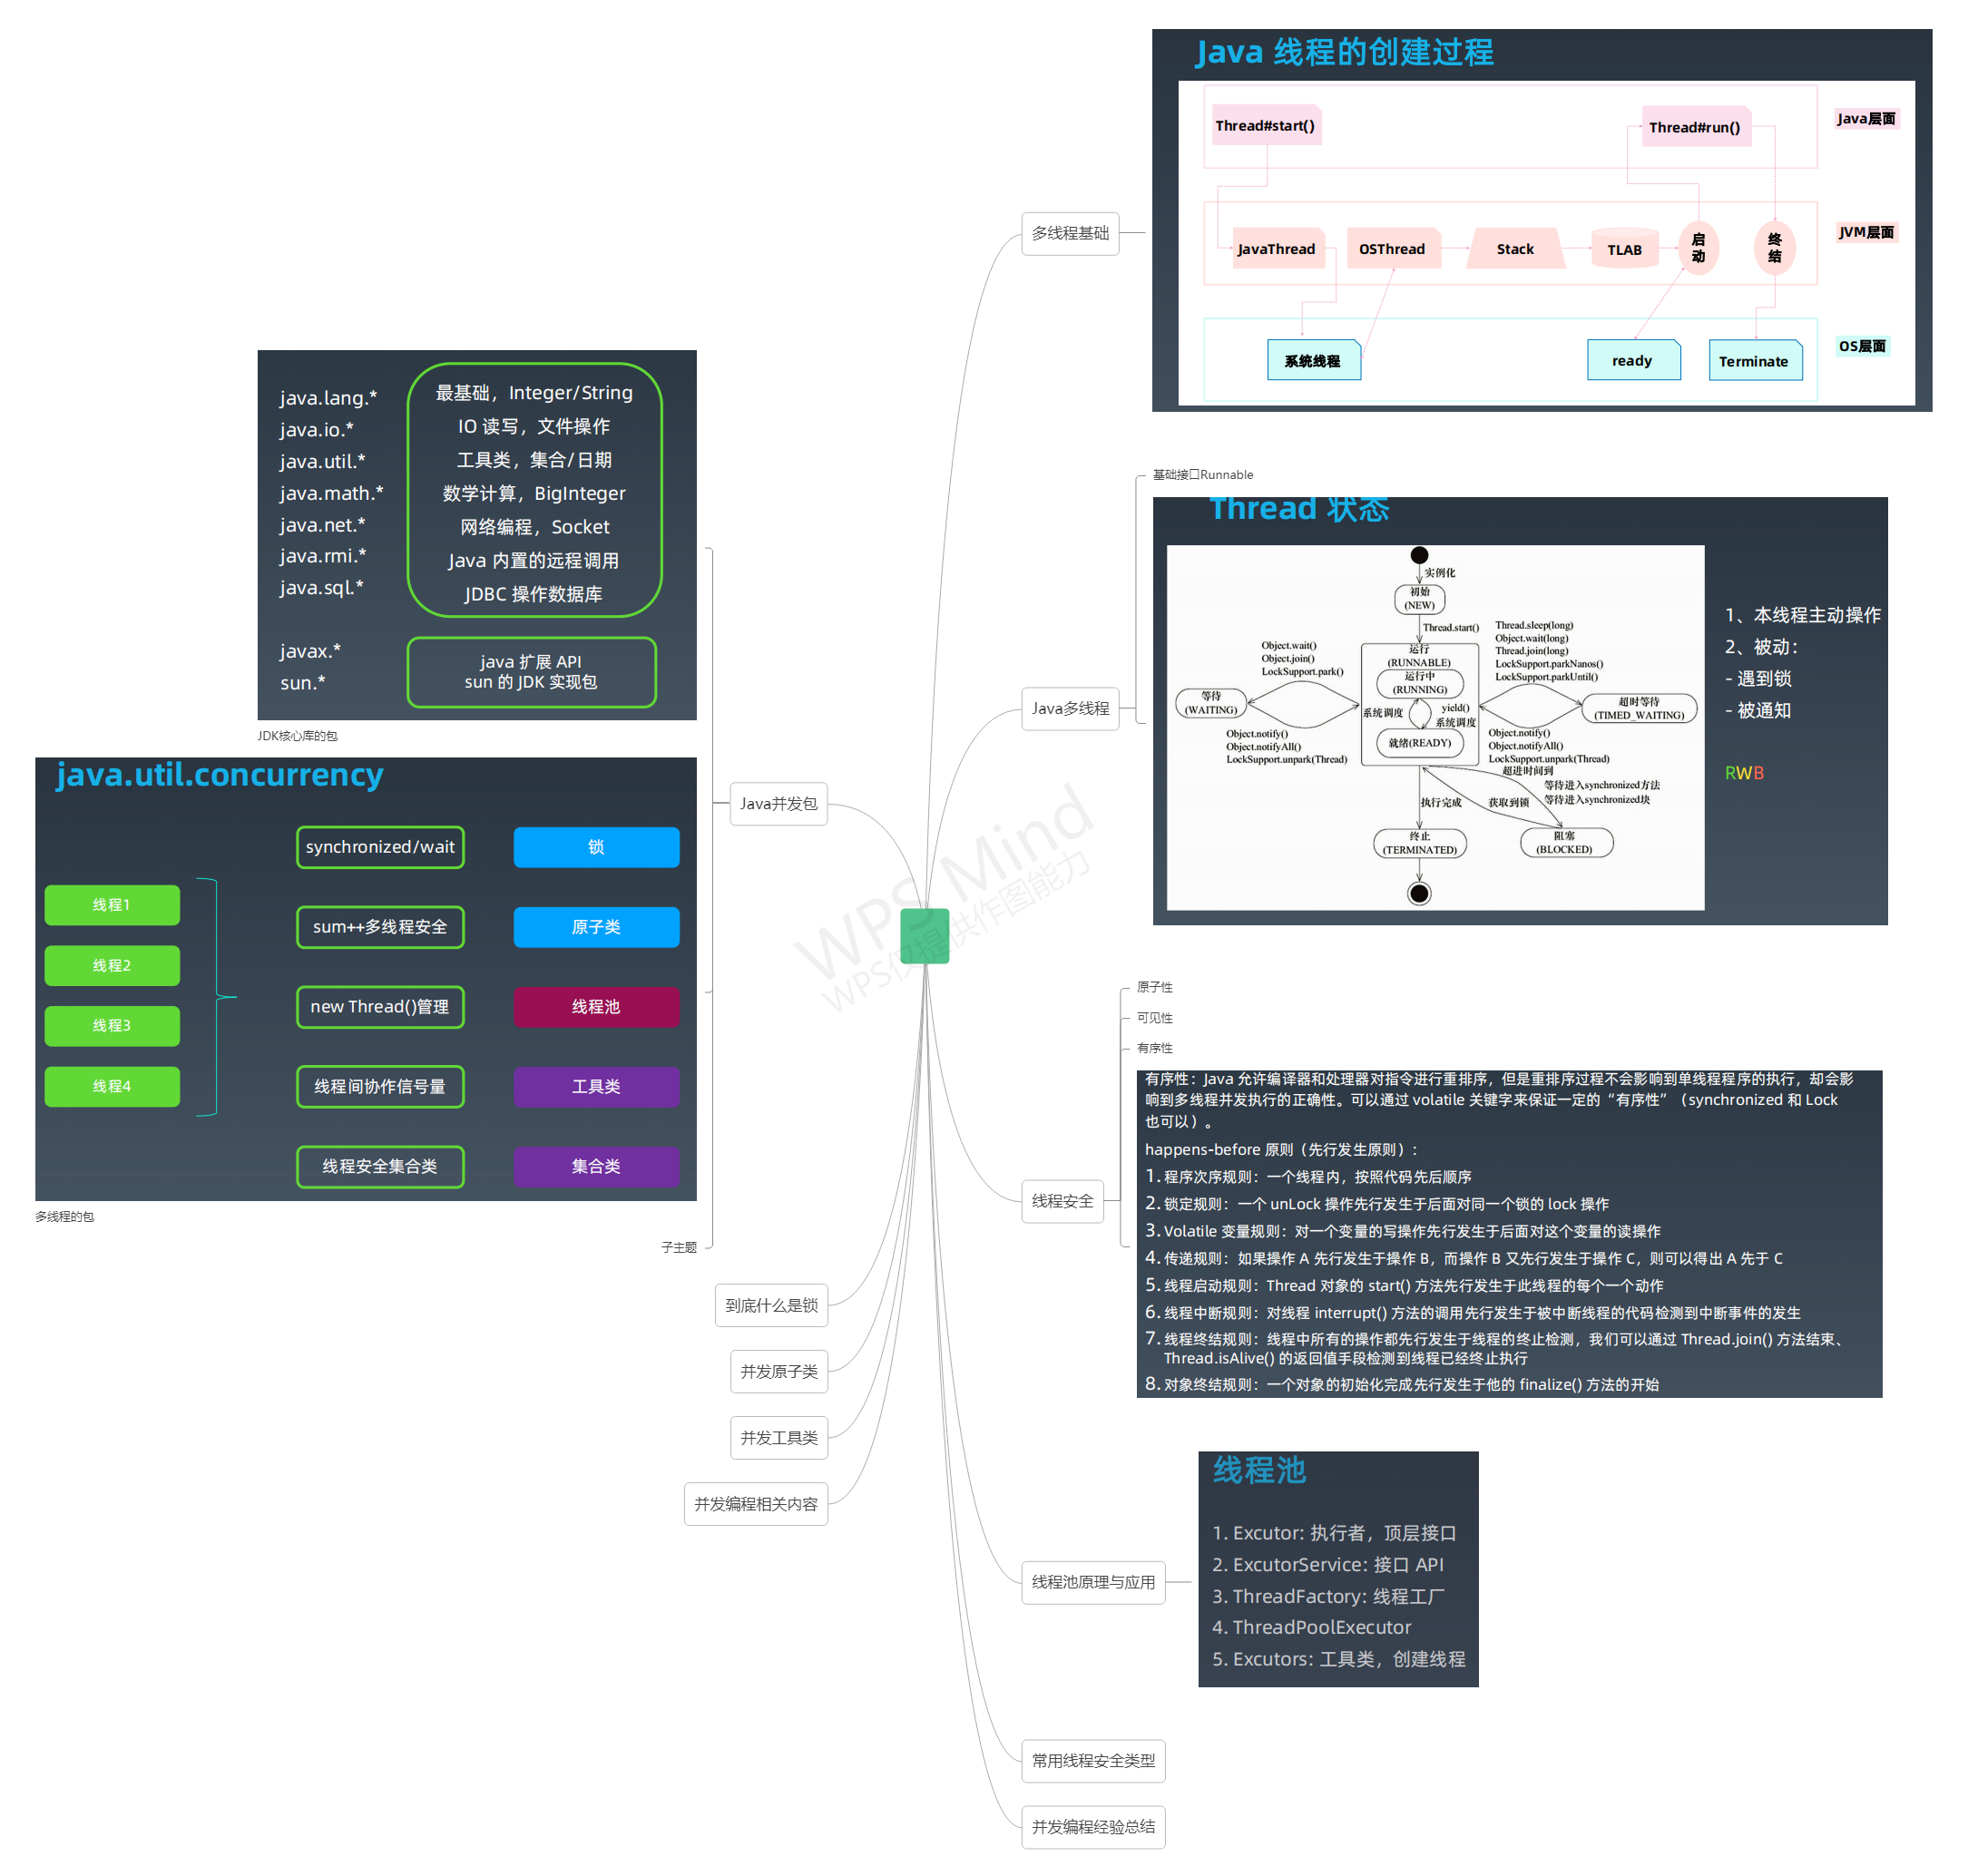 Java 线程的创建过程
Thread#start()
Thread#run()
Java层面
JavaThread
OSThread
Stack
TLAB
启
动
终
结
JVM层面
系统线程
ready
Terminate
OS层面
多线程基础
基础接口Runnable
Thread 状态
实例化
初始
(NEW)
Thread.start()
Object.wait()
Object.join()
LockSupport.park()
运行
(RUNNABLE)
运行中
(RUNNING)
Thread.sleep(long)
Object.wait(long)
Thread.join(long)
LockSupport.parkNanos()
LockSupport.parkUntil()
等待
(WAITING)
系统调度
yield()
系统调度
超时等待
(TIMED_WAITING)
就绪(READY)
Object.notify()
Object.notifyAll()
LockSupport.unpark(Thread)
Object.notify()
Object.notifyAll()
LockSupport.unpark(Thread)
超进时间到
等待进入synchronized方法
等待进入synchronized块
执行完成
获取到锁
终止
(TERMINATED)
阻塞
(BLOCKED)
1、本线程主动操作
2、被动：
- 遇到锁
- 被通知
RWB
Java多线程
原子性
可见性
有序性
有序性：Java 允许编译器和处理器对指令进行重排序，但是重排序过程不会影响到单线程程序的执行，却会影
响到多线程并发执行的正确性。可以通过 volatile 关键字来保证一定的“有序性”（synchronized 和 Lock
也可以）。
happens-before 原则（先行发生原则）：
1. 程序次序规则：一个线程内，按照代码先后顺序
2. 锁定规则：一个 unLock 操作先行发生于后面对同一个锁的 lock 操作
3. Volatile 变量规则：对一个变量的写操作先行发生于后面对这个变量的读操作
4. 传递规则：如果操作 A 先行发生于操作 B，而操作 B 又先行发生于操作 C，则可以得出 A 先于 C
5. 线程启动规则：Thread 对象的 start() 方法先行发生于此线程的每个一个动作
6. 线程中断规则：对线程 interrupt() 方法的调用先行发生于被中断线程的代码检测到中断事件的发生
7. 线程终结规则：线程中所有的操作都先行发生于线程的终止检测，我们可以通过 Thread.join() 方法结束、
Thread.isAlive() 的返回值手段检测到线程已经终止执行
8. 对象终结规则：一个对象的初始化完成先行发生于他的 finalize() 方法的开始
线程安全
线程池
1. Excutor: 执行者，顶层接口
2. ExcutorService: 接口 API
3. ThreadFactory: 线程工厂
4. ThreadPoolExecutor
5. Excutors: 工具类，创建线程
线程池原理与应用
常用线程安全类型
并发编程经验总结
java.lang.*
java.io.*
java.util.*
java.math.*
java.net.*
java.rmi.*
java.sql.*
最基础，Integer/String
IO 读写，文件操作
工具类，集合/日期
数学计算，BigInteger
网络编程，Socket
Java 内置的远程调用
JDBC 操作数据库
javax.*
sun.*
java 扩展 API
sun 的 JDK 实现包
JDK核心库的包
java.util.concurrency
线程1
线程2
线程3
线程4
synchronized/wait
锁
sum++多线程安全
原子类
new Thread()管理
线程池
线程间协作信号量
工具类
线程安全集合类
集合类
多线程的包
子主题
Java并发包
到底什么是锁
并发原子类
并发工具类
并发编程相关内容
WPS Mind
WPS仅提供作图能力